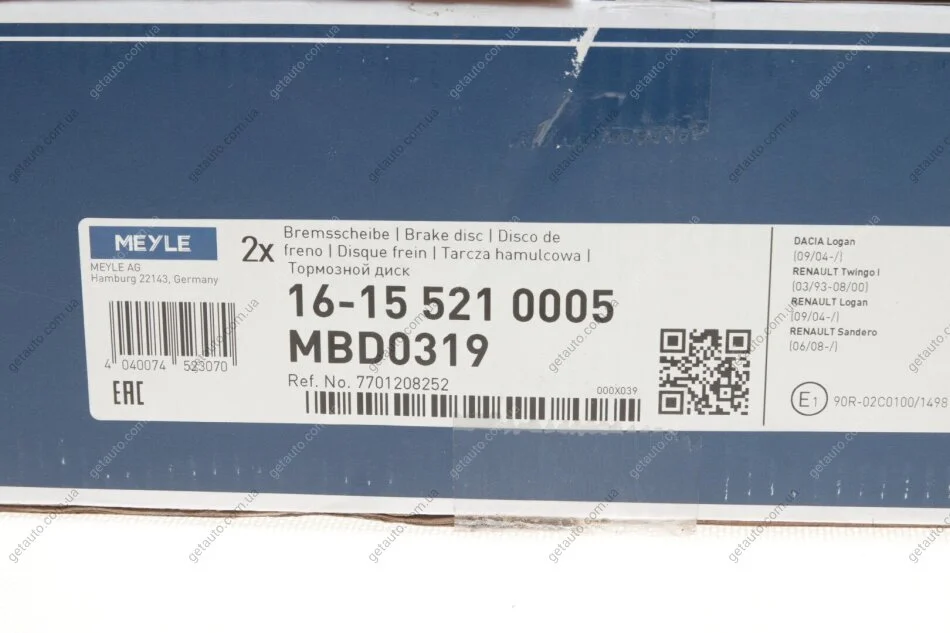 MEYLE
MEYLE AG
Hamburg 22143, Germany
4 040074 523070
EAC
2x
Bremsscheibe | Brake disc | Disco de
freno | Disque frein | Tarcza hamulcowa |
Тормозной диск
16-15 521 0005
MBD0319
Ref. No. 7701208252
000X039
DACIA Logan
(09/04-/)
RENAULT Twingo I
(03/93-08/00)
RENAULT Logan
(09/04-/)
RENAULT Sandero
(06/08-/)
E1 90R-02C0100/1498
getauto.com.ua